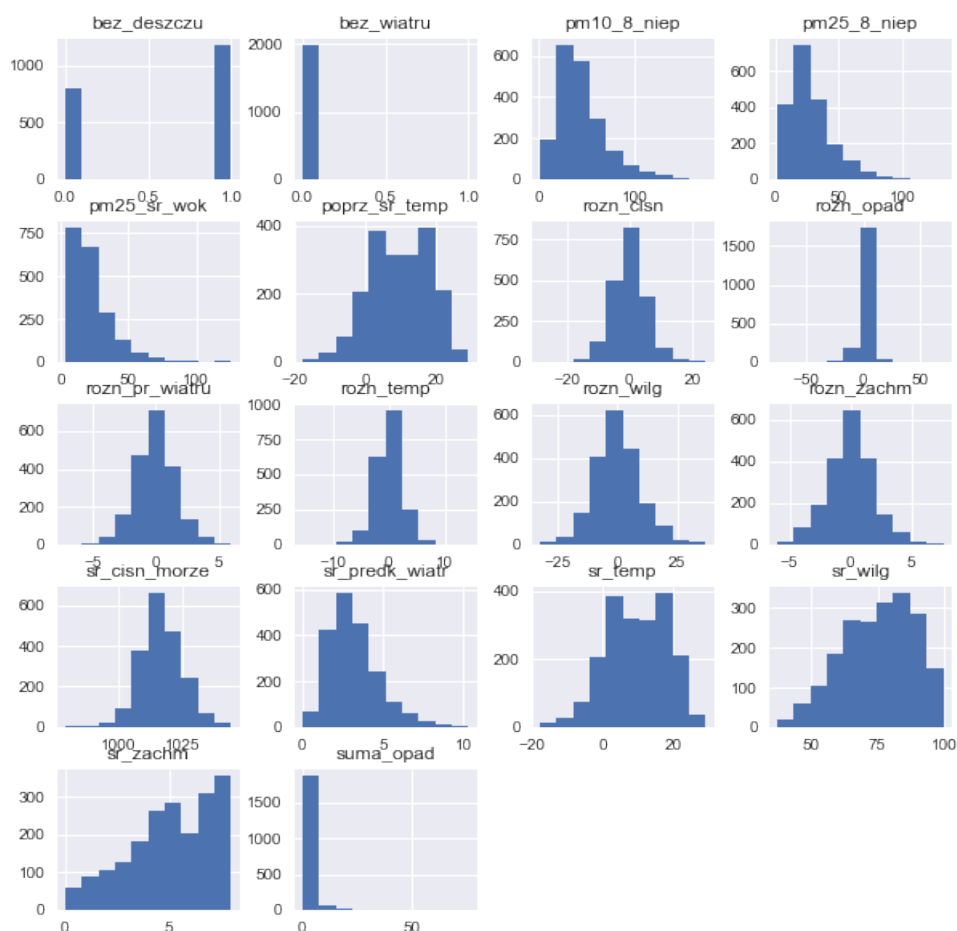 bez_deszczu bez_wiatru pm10_8_niep pm25_8_niep
1000 2000 600 600
500 1000 400 400
0 0 200 200
0 0
0.0 0.5 1.0 0.0 0.5 1.0 0 100 0 50 100
pm25_sr_wok poprz_sr_temp rozn_cisn rozn_opad
750 400 750 1500
500 200 500 1000
250 0 250 500
0 0 0
0 50 100 −20 0 20 −20 0 20 −50 0 50
rozn_pr_wiatru rozn_temp rozn_wilg rozn_zachm
600 1000 600 600
400 750 400 400
200 500 200 200
0 250 0 0
0
−5 0 5 −10 0 10 −25 0 25 −5 0 5
sr_cisn_morze sr_predk_wiatr sr_temp sr_wilg
600 600 400 300
400 400 200 200
200 200 0 100
0 0 0
1000 1025 0 5 10 −20 0 20 50 75 100
sr_zachm suma_opad
300 1500
200 1000
100 500
0 0
0 5 0 50